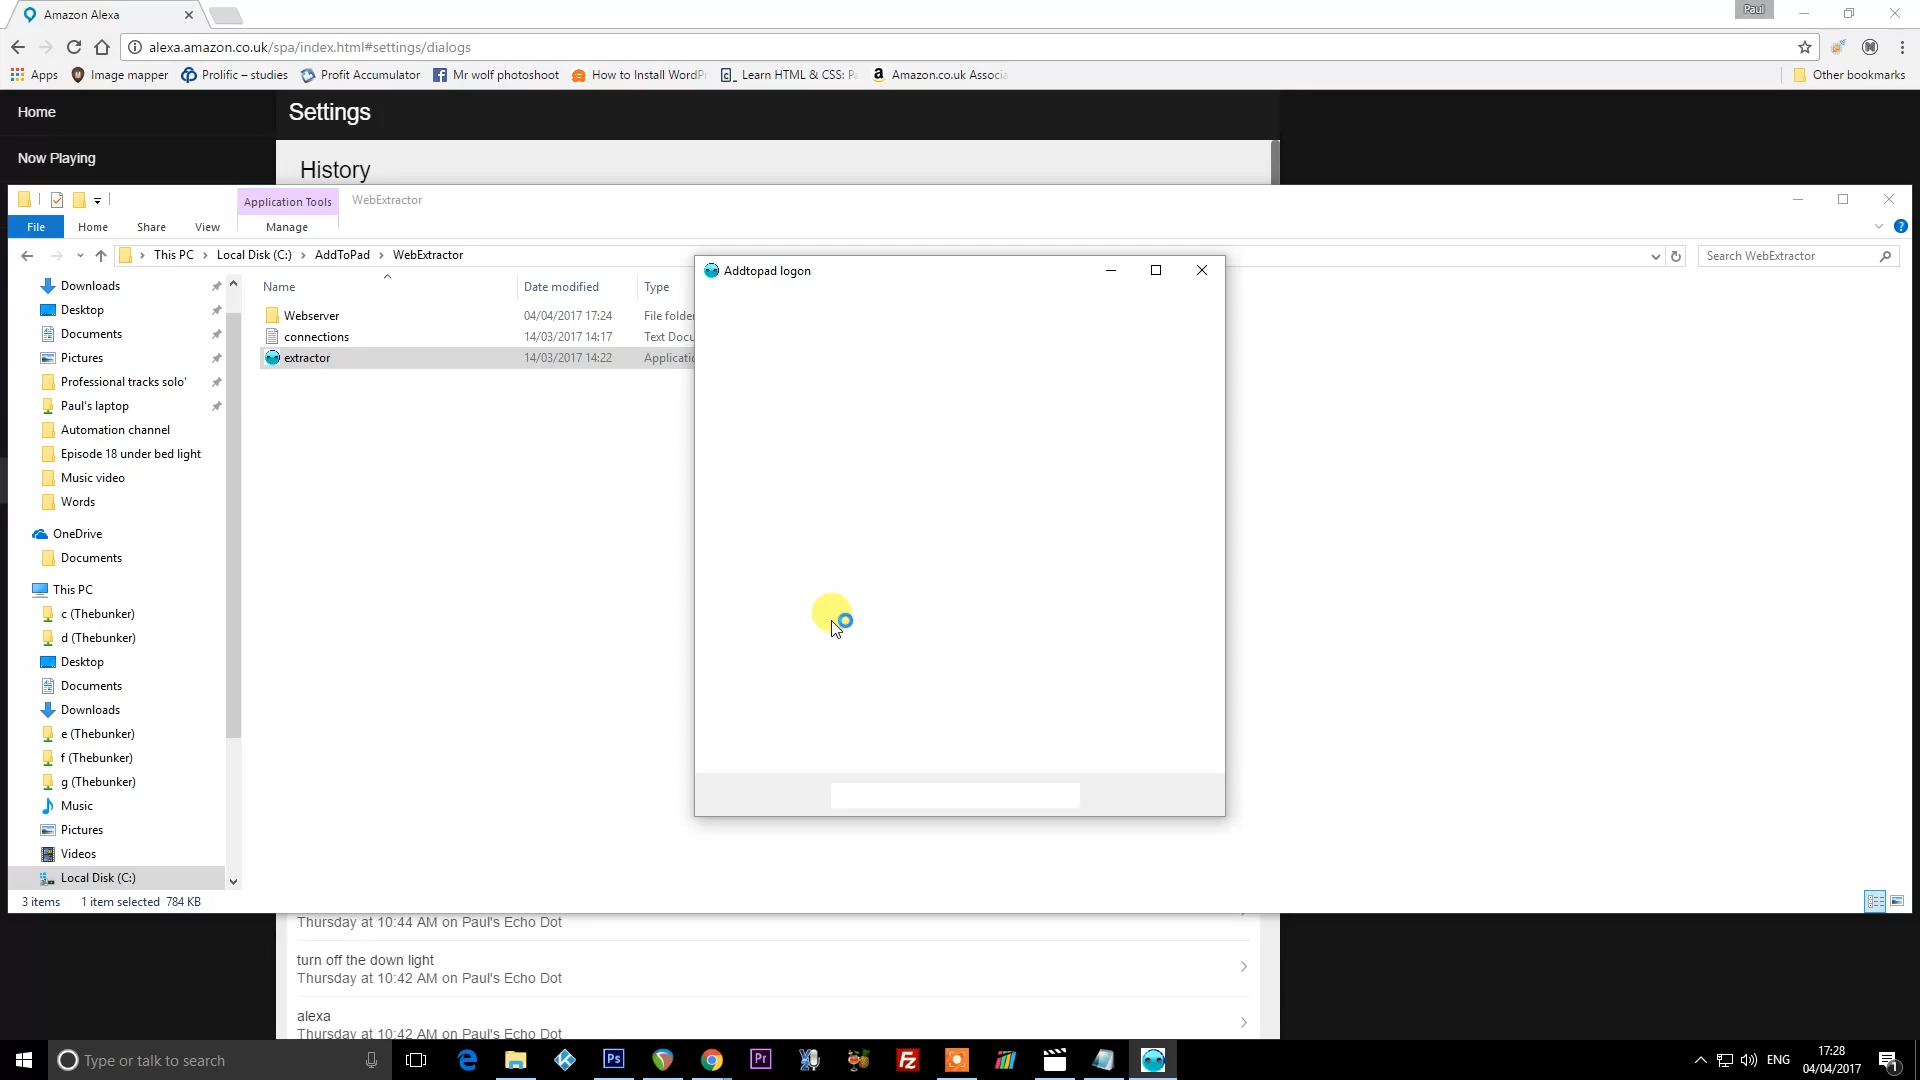 Amazon Alexa
Paul
alexa.amazon.co.uk/spa/index.html#settings/dialogs
Apps Image mapper Prolific – studies Profit Accumulator Mr wolf photoshoot How to Install WordPr Learn HTML & CSS: Pa Amazon.co.uk Associa Other bookmarks
Home
Settings
Now Playing
History
Application Tools WebExtractor
File Home Share View Manage
This PC Local Disk (C:) AddToPad WebExtractor
Search WebExtractor
Addtopad logon
Name Date modified Type
Webserver 04/04/2017 17:24 File folder
connections 14/03/2017 14:17 Text Docu
extractor 14/03/2017 14:22 Applicatio
Downloads
Desktop
Documents
Pictures
Professional tracks solo'
Paul's laptop
Automation channel
Episode 18 under bed light
Music video
Words
OneDrive
Documents
This PC
c (Thebunker)
d (Thebunker)
Desktop
Documents
Downloads
e (Thebunker)
f (Thebunker)
g (Thebunker)
Music
Pictures
Videos
Local Disk (C:)
3 items 1 item selected 784 KB
Thursday at 10:44 AM on Paul's Echo Dot
turn off the down light
Thursday at 10:42 AM on Paul's Echo Dot
alexa
Thursday at 10:42 AM on Paul's Echo Dot
Type or talk to search
Ps
Pr
Fz
ENG
17:28
04/04/2017
1